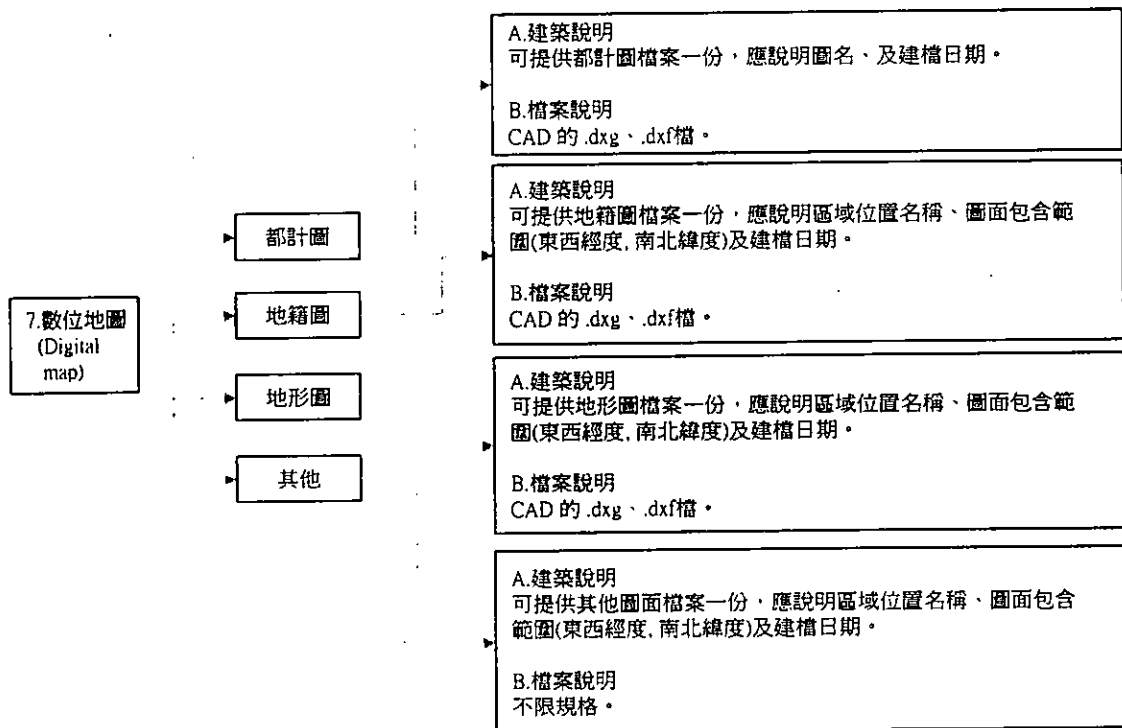 7.數位地圖
(Digital
map)
都計圖
地籍圖
地形圖
其他
A.建築說明
可提供都計圖檔案一份，應說明圖名、及建檔日期。
B.檔案說明
CAD 的 .dxg、.dxf檔。
A.建築說明
可提供地籍圖檔案一份，應說明區域位置名稱、圖面包含範
圍(東西經度, 南北緯度)及建檔日期。
B.檔案說明
CAD 的 .dxg、.dxf檔。
A.建築說明
可提供地形圖檔案一份，應說明區域位置名稱、圖面包含範
圍(東西經度, 南北緯度)及建檔日期。
B.檔案說明
CAD 的 .dxg、.dxf檔。
A.建築說明
可提供其他圖面檔案一份，應說明區域位置名稱、圖面包含
範圍(東西經度, 南北緯度)及建檔日期。
B.檔案說明
不限規格。